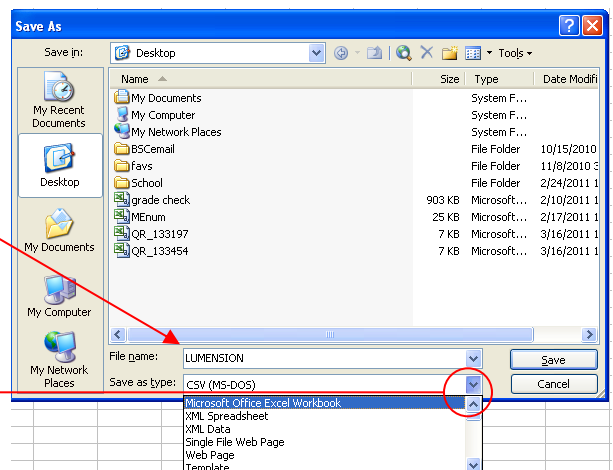 Save As
Save in: Desktop Tools
Name Size Type Date Modifi
My Recent Documents
Desktop
My Documents
My Computer
My Network Places
My Documents System F...
My Computer System F...
My Network Places System F...
BSCemail File Folder 10/15/2010
favs File Folder 11/8/2010 3
School File Folder 2/24/2011 1
grade check 903 KB Microsoft... 2/10/2011 1
MEnum 25 KB Microsoft... 2/17/2011 1
QR_133197 7 KB Microsoft... 3/16/2011 1
QR_133454 7 KB Microsoft... 3/16/2011 1
File name: LUMENSION Save
Save as type: CSV (MS-DOS) Cancel
Microsoft Office Excel Workbook
XML Spreadsheet
XML Data
Single File Web Page
Web Page
Template